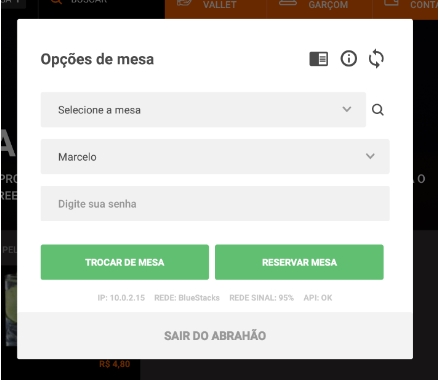 BUSCAR
VALLET
GARÇOM
CONTA
Opções de mesa
Selecione a mesa
Marcelo
Digite sua senha
TROCAR DE MESA RESERVAR MESA
IP: 10.0.2.15 REDE: BlueStacks REDE SINAL: 95% API: OK
SAIR DO ABRAHÃO
R$ 4,80